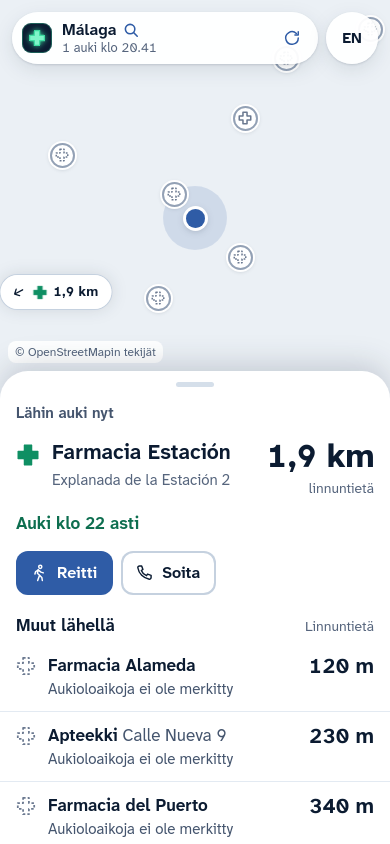 Málaga
1 auki klo 20.41
EN
1,9 km
© OpenStreetMapin tekijät
Lähin auki nyt
Farmacia Estación
1,9 km
Explanada de la Estación 2
linnuntietä
Auki klo 22 asti
Reitti
Soita
Muut lähellä
Linnuntietä
Farmacia Alameda
120 m
Aukioloaikoja ei ole merkitty
Apteekki Calle Nueva 9
230 m
Aukioloaikoja ei ole merkitty
Farmacia del Puerto
340 m
Aukioloaikoja ei ole merkitty